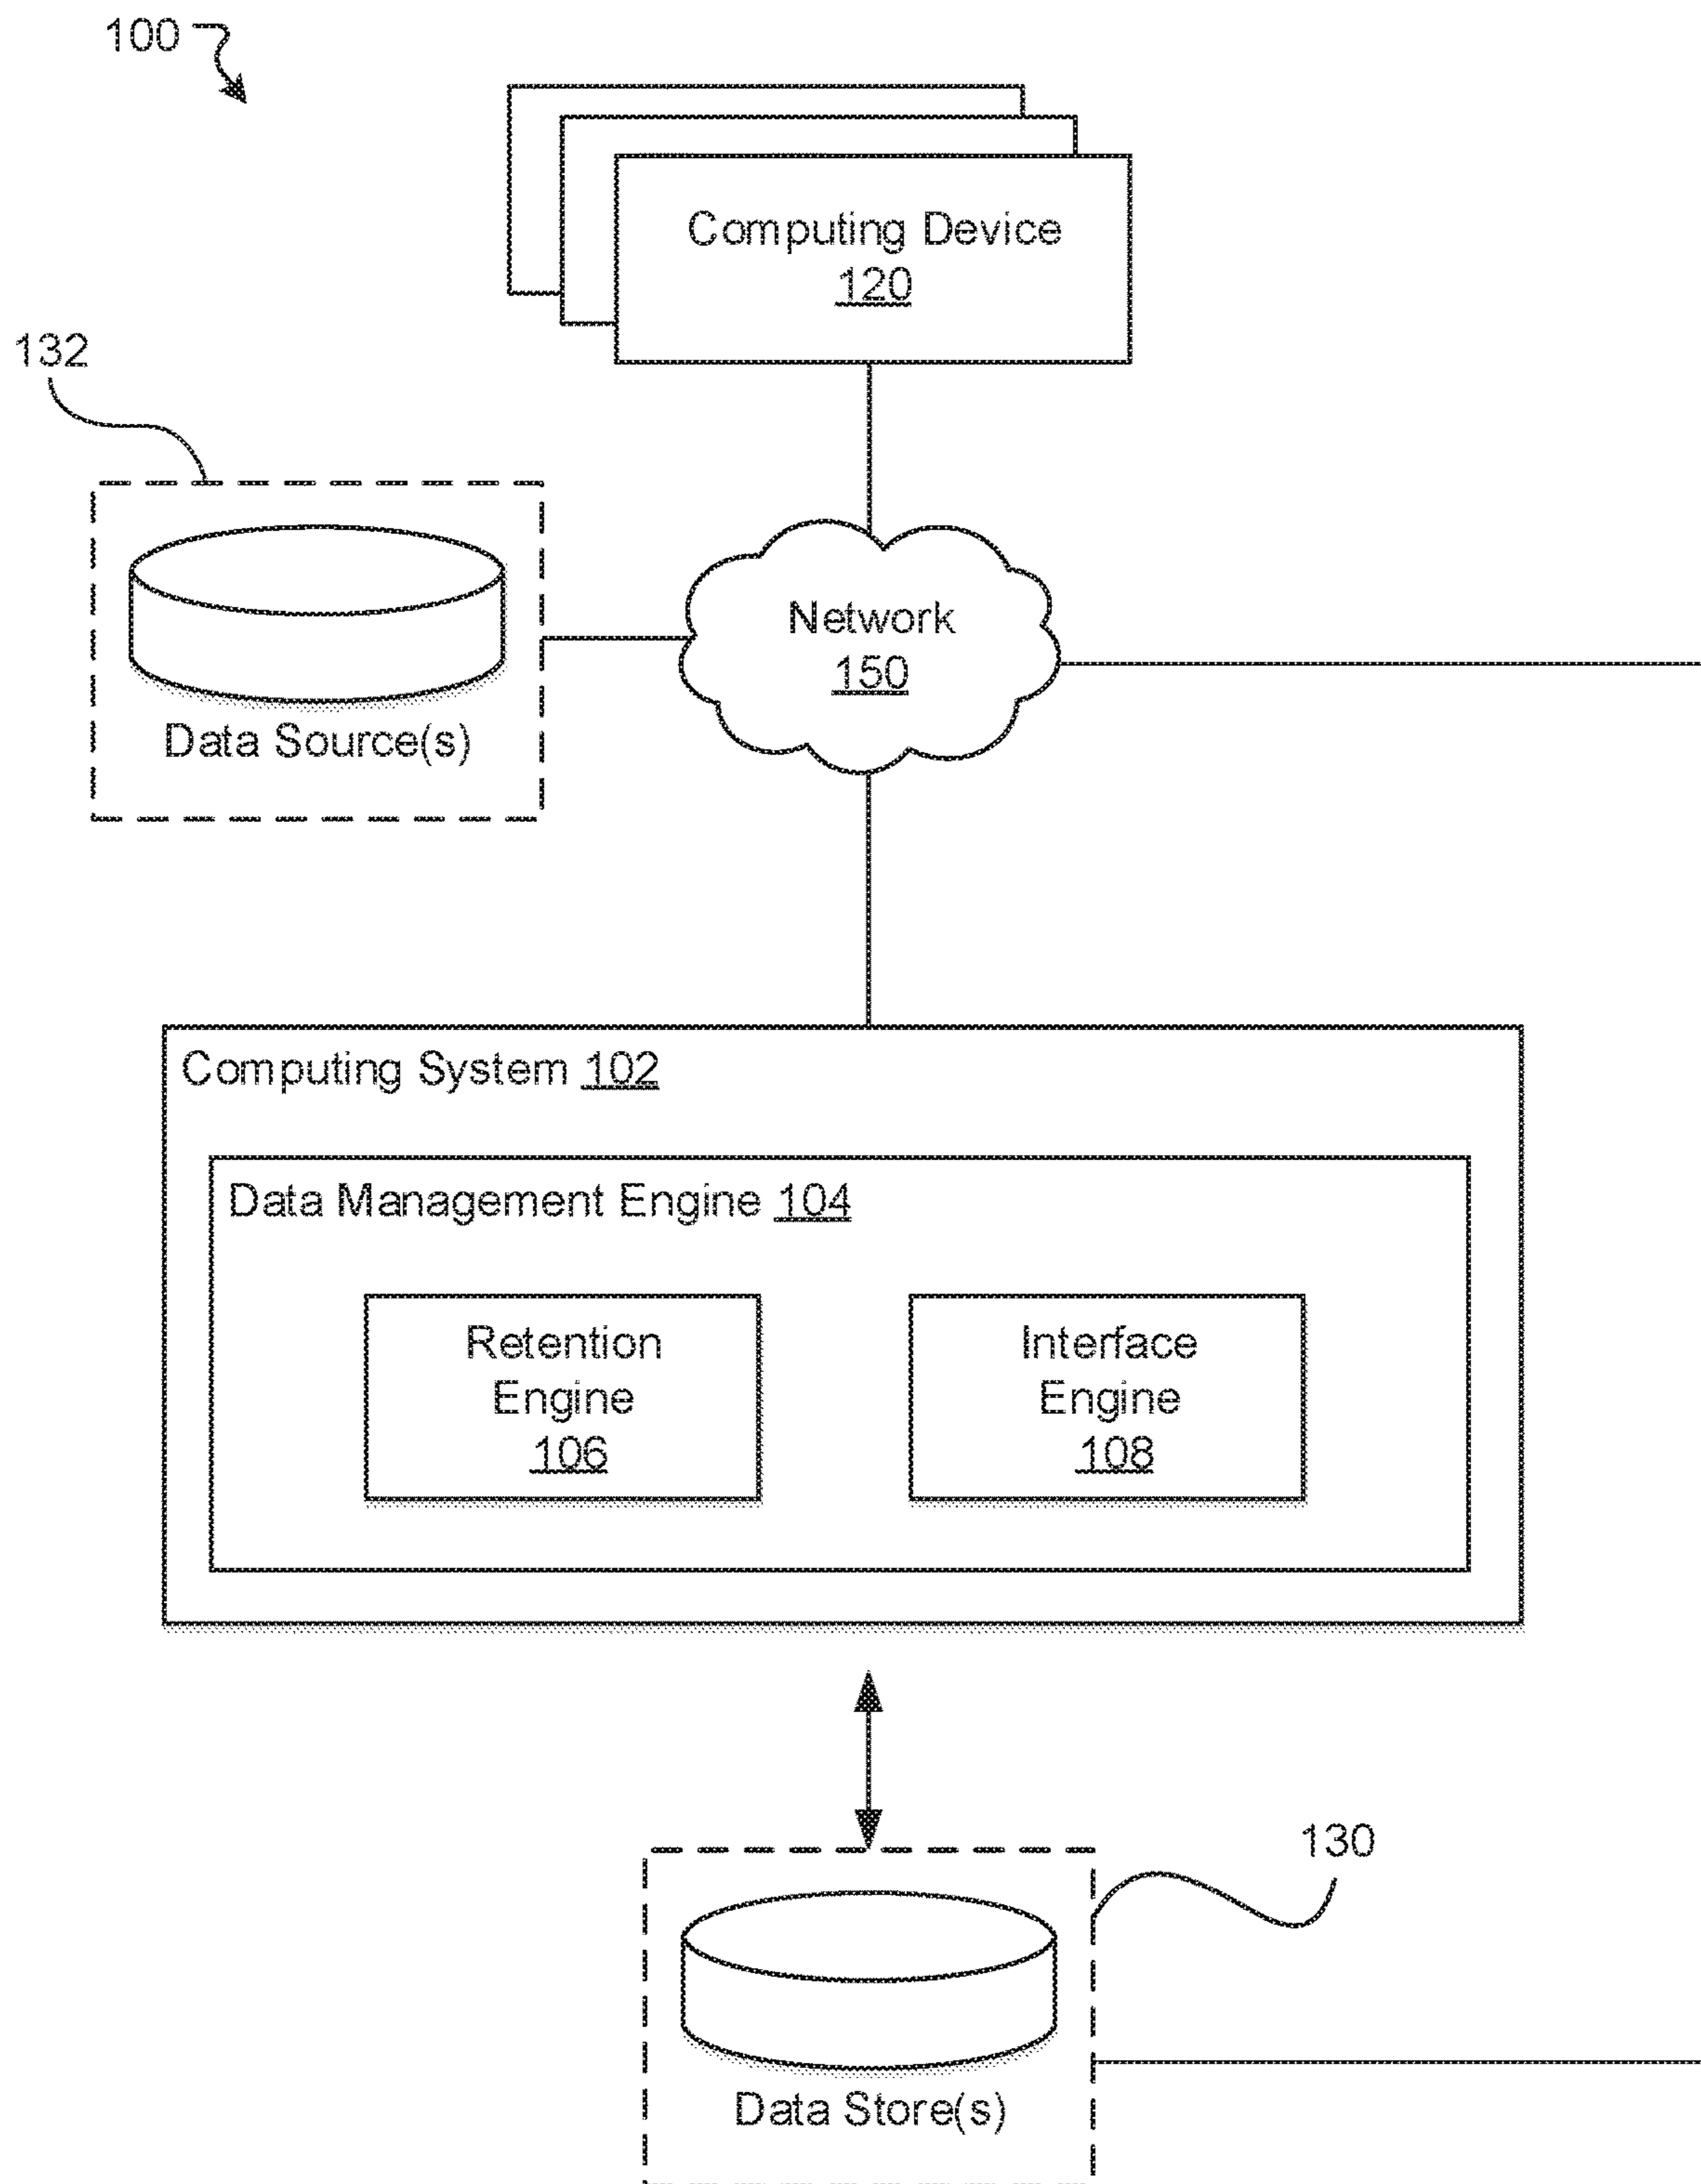 100
Computing Device
120
132
Network
150
Data Source(s)
Computing System 102
Data Management Engine 104
Retention
Engine
106
Interface
Engine
108
130
Data Store(s)